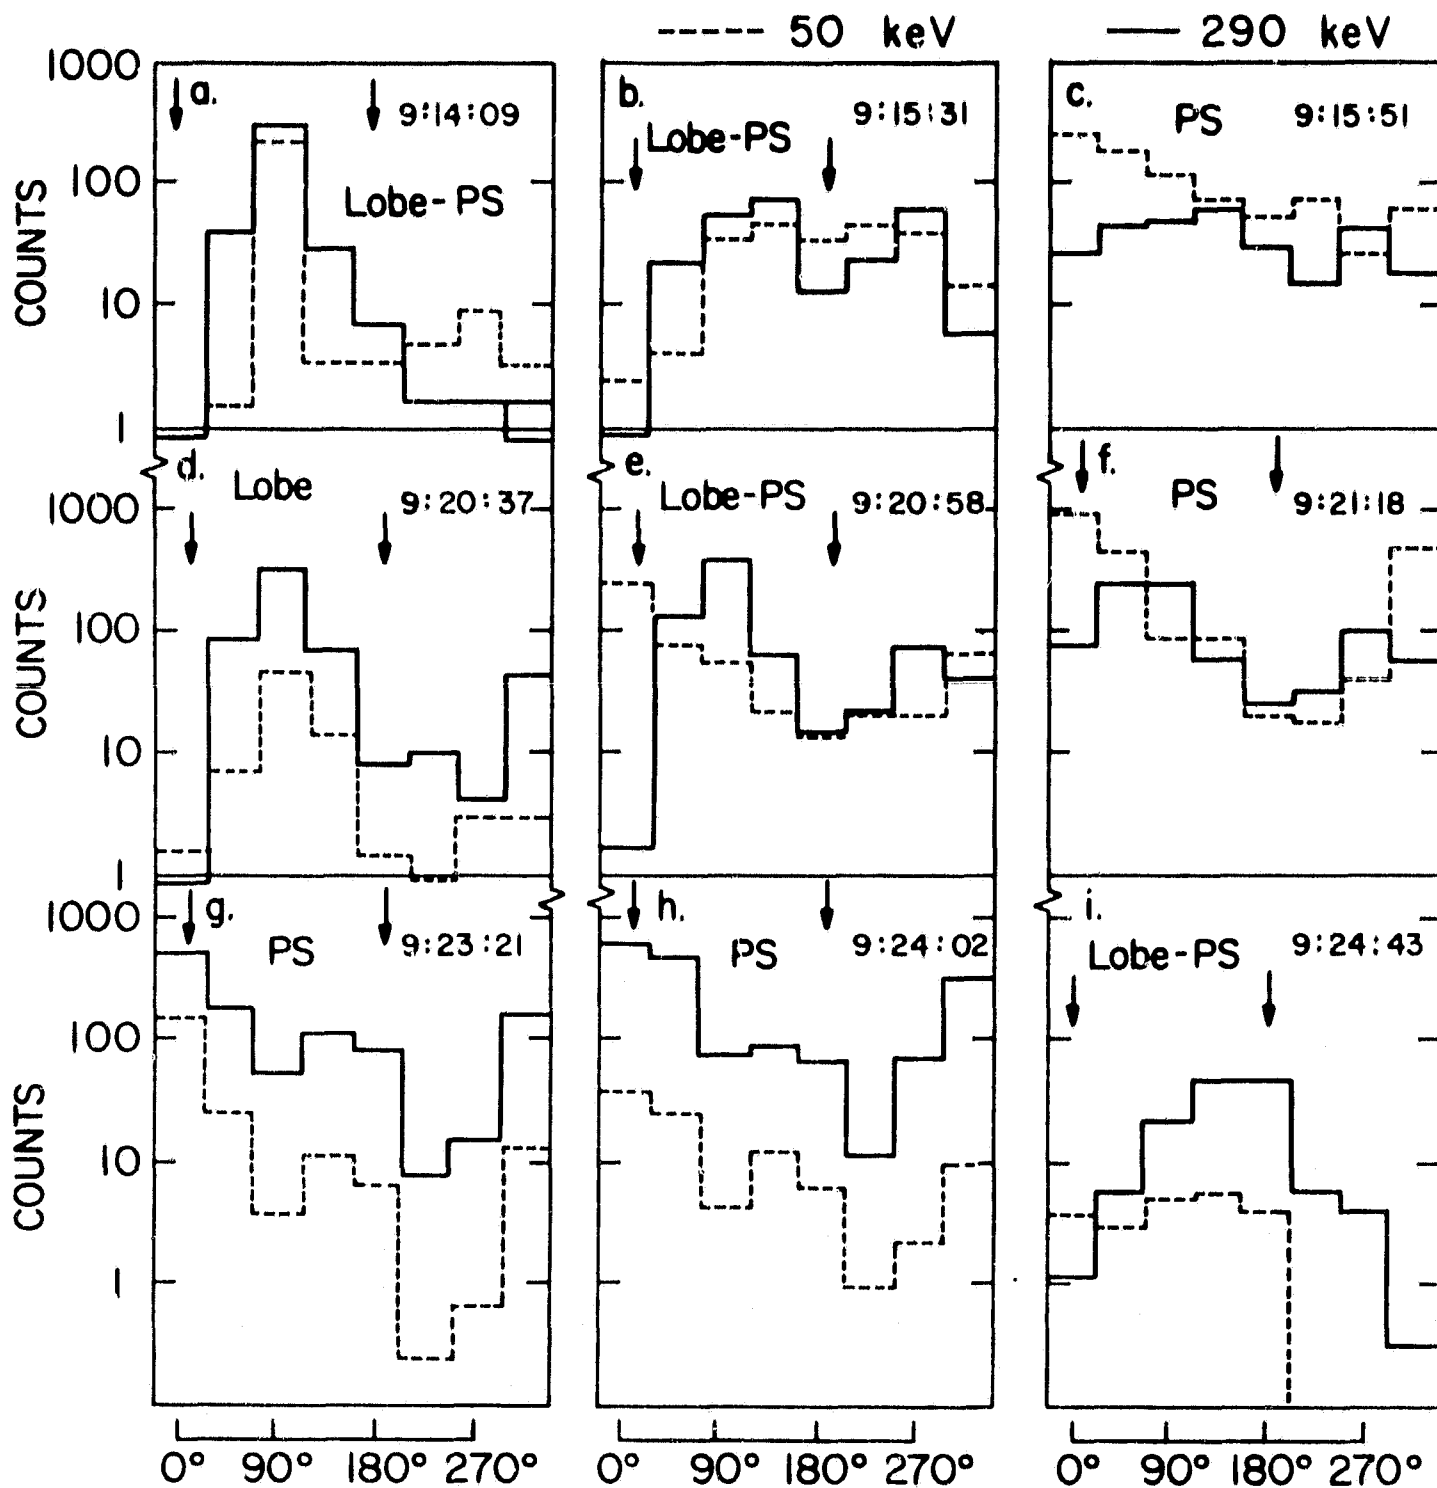 ---- 50 keV — 290 keV
1000
100
10
1
COUNTS
a. 9:14:09
Lobe-PS
b. 9:15:31
Lobe-PS
c. PS 9:15:51
1000
100
10
1
COUNTS
d. Lobe 9:20:37
e. Lobe-PS 9:20:58
f. PS 9:21:18
1000
100
10
1
COUNTS
g. PS 9:23:21
h. PS 9:24:02
i. Lobe-PS 9:24:43
0° 90° 180° 270°
0° 90° 180° 270°
0° 90° 180° 270°